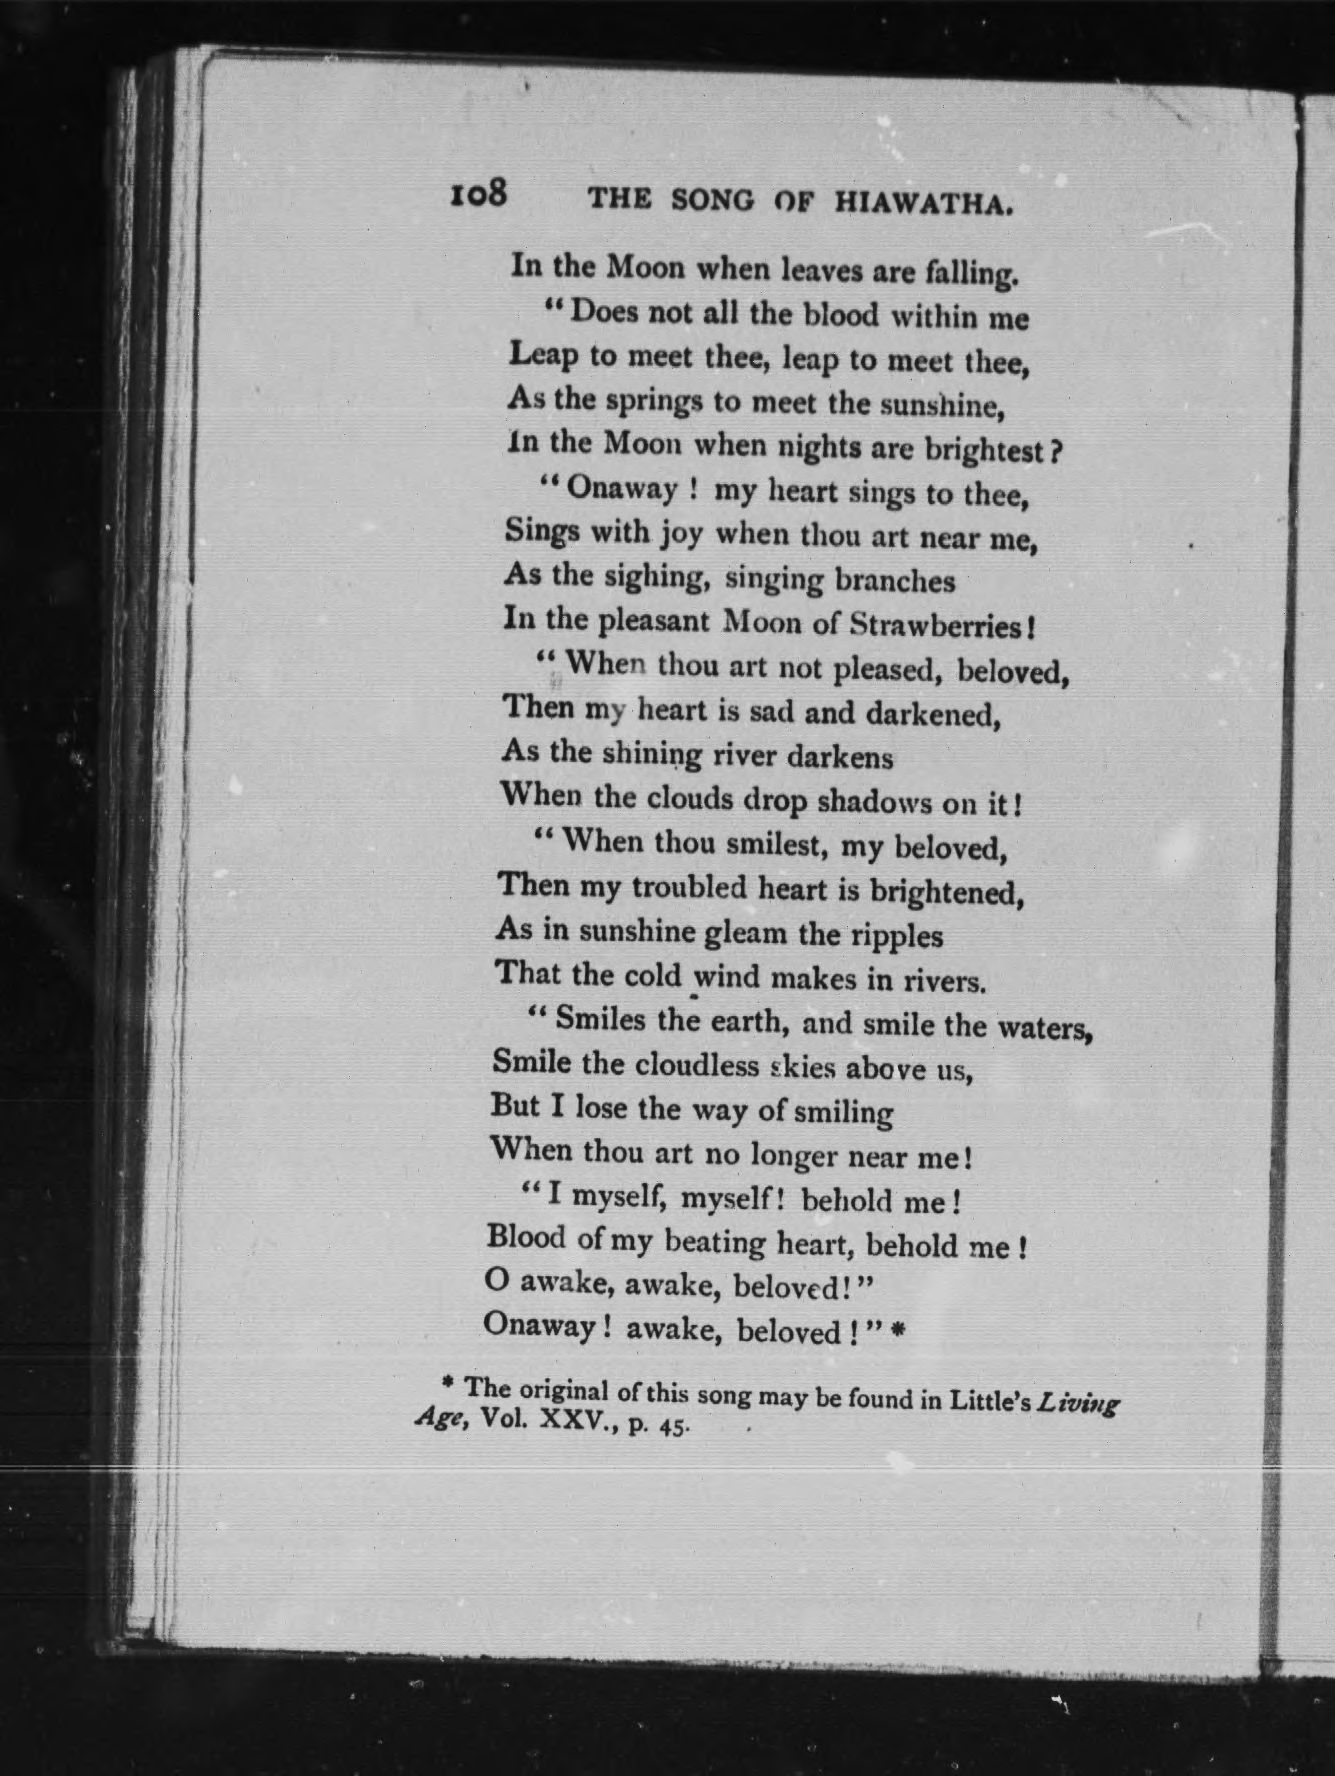 108 THE SONG OF HIAWATHA.
In the Moon when leaves are falling.
“Does not all the blood within me
Leap to meet thee, leap to meet thee,
As the springs to meet the sunshine,
In the Moon when nights are brightest?
“Onaway! my heart sings to thee,
Sings with joy when thou art near me,
As the sighing, singing branches
In the pleasant Moon of Strawberries!
“When thou art not pleased, beloved,
Then my heart is sad and darkened,
As the shining river darkens
When the clouds drop shadows on it!
“When thou smilest, my beloved,
Then my troubled heart is brightened,
As in sunshine gleam the ripples
That the cold wind makes in rivers.
“Smiles the earth, and smile the waters,
Smile the cloudless skies above us,
But I lose the way of smiling
When thou art no longer near me!
“I myself, myself! behold me!
Blood of my beating heart, behold me!
O awake, awake, beloved!”
Onaway! awake, beloved!”*
* The original of this song may be found in Little's Living
Age, Vol. XXV., p. 45.